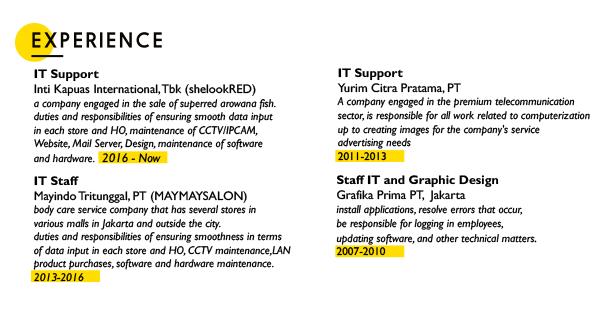 EXPERIENCE
IT Support
Inti Kapuas International,Tbk (shelookRED)
a company engaged in the sale of superred arowana fish.
duties and responsibilities of ensuring smooth data input
in each store and HO, maintenance of CCTV/IPCAM,
Website, Mail Server, Design, maintenance of software
and hardware. 2016 - Now
IT Staff
Mayindo Tritunggal, PT (MAYMAYSALON)
body care service company that has several stores in
various malls in Jakarta and outside the city.
duties and responsibilities of ensuring smoothness in terms
of data input in each store and HO, CCTV maintenance,LAN
product purchases, software and hardware maintenance.
2013-2016
IT Support
Yurim Citra Pratama, PT
A company engaged in the premium telecommunication
sector, is responsible for all work related to computerization
up to creating images for the company's service
advertising needs
2011-2013
Staff IT and Graphic Design
Grafika Prima PT, Jakarta
install applications, resolve errors that occur,
be responsible for logging in employees,
updating software, and other technical matters.
2007-2010